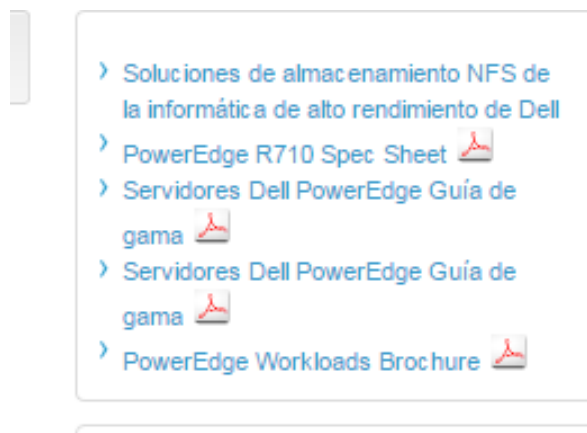 Soluciones de almacenamiento NFS de
la informática de alto rendimiento de Dell
PowerEdge R710 Spec Sheet
Servidores Dell PowerEdge Guía de
gama
Servidores Dell PowerEdge Guía de
gama
PowerEdge Workloads Brochure